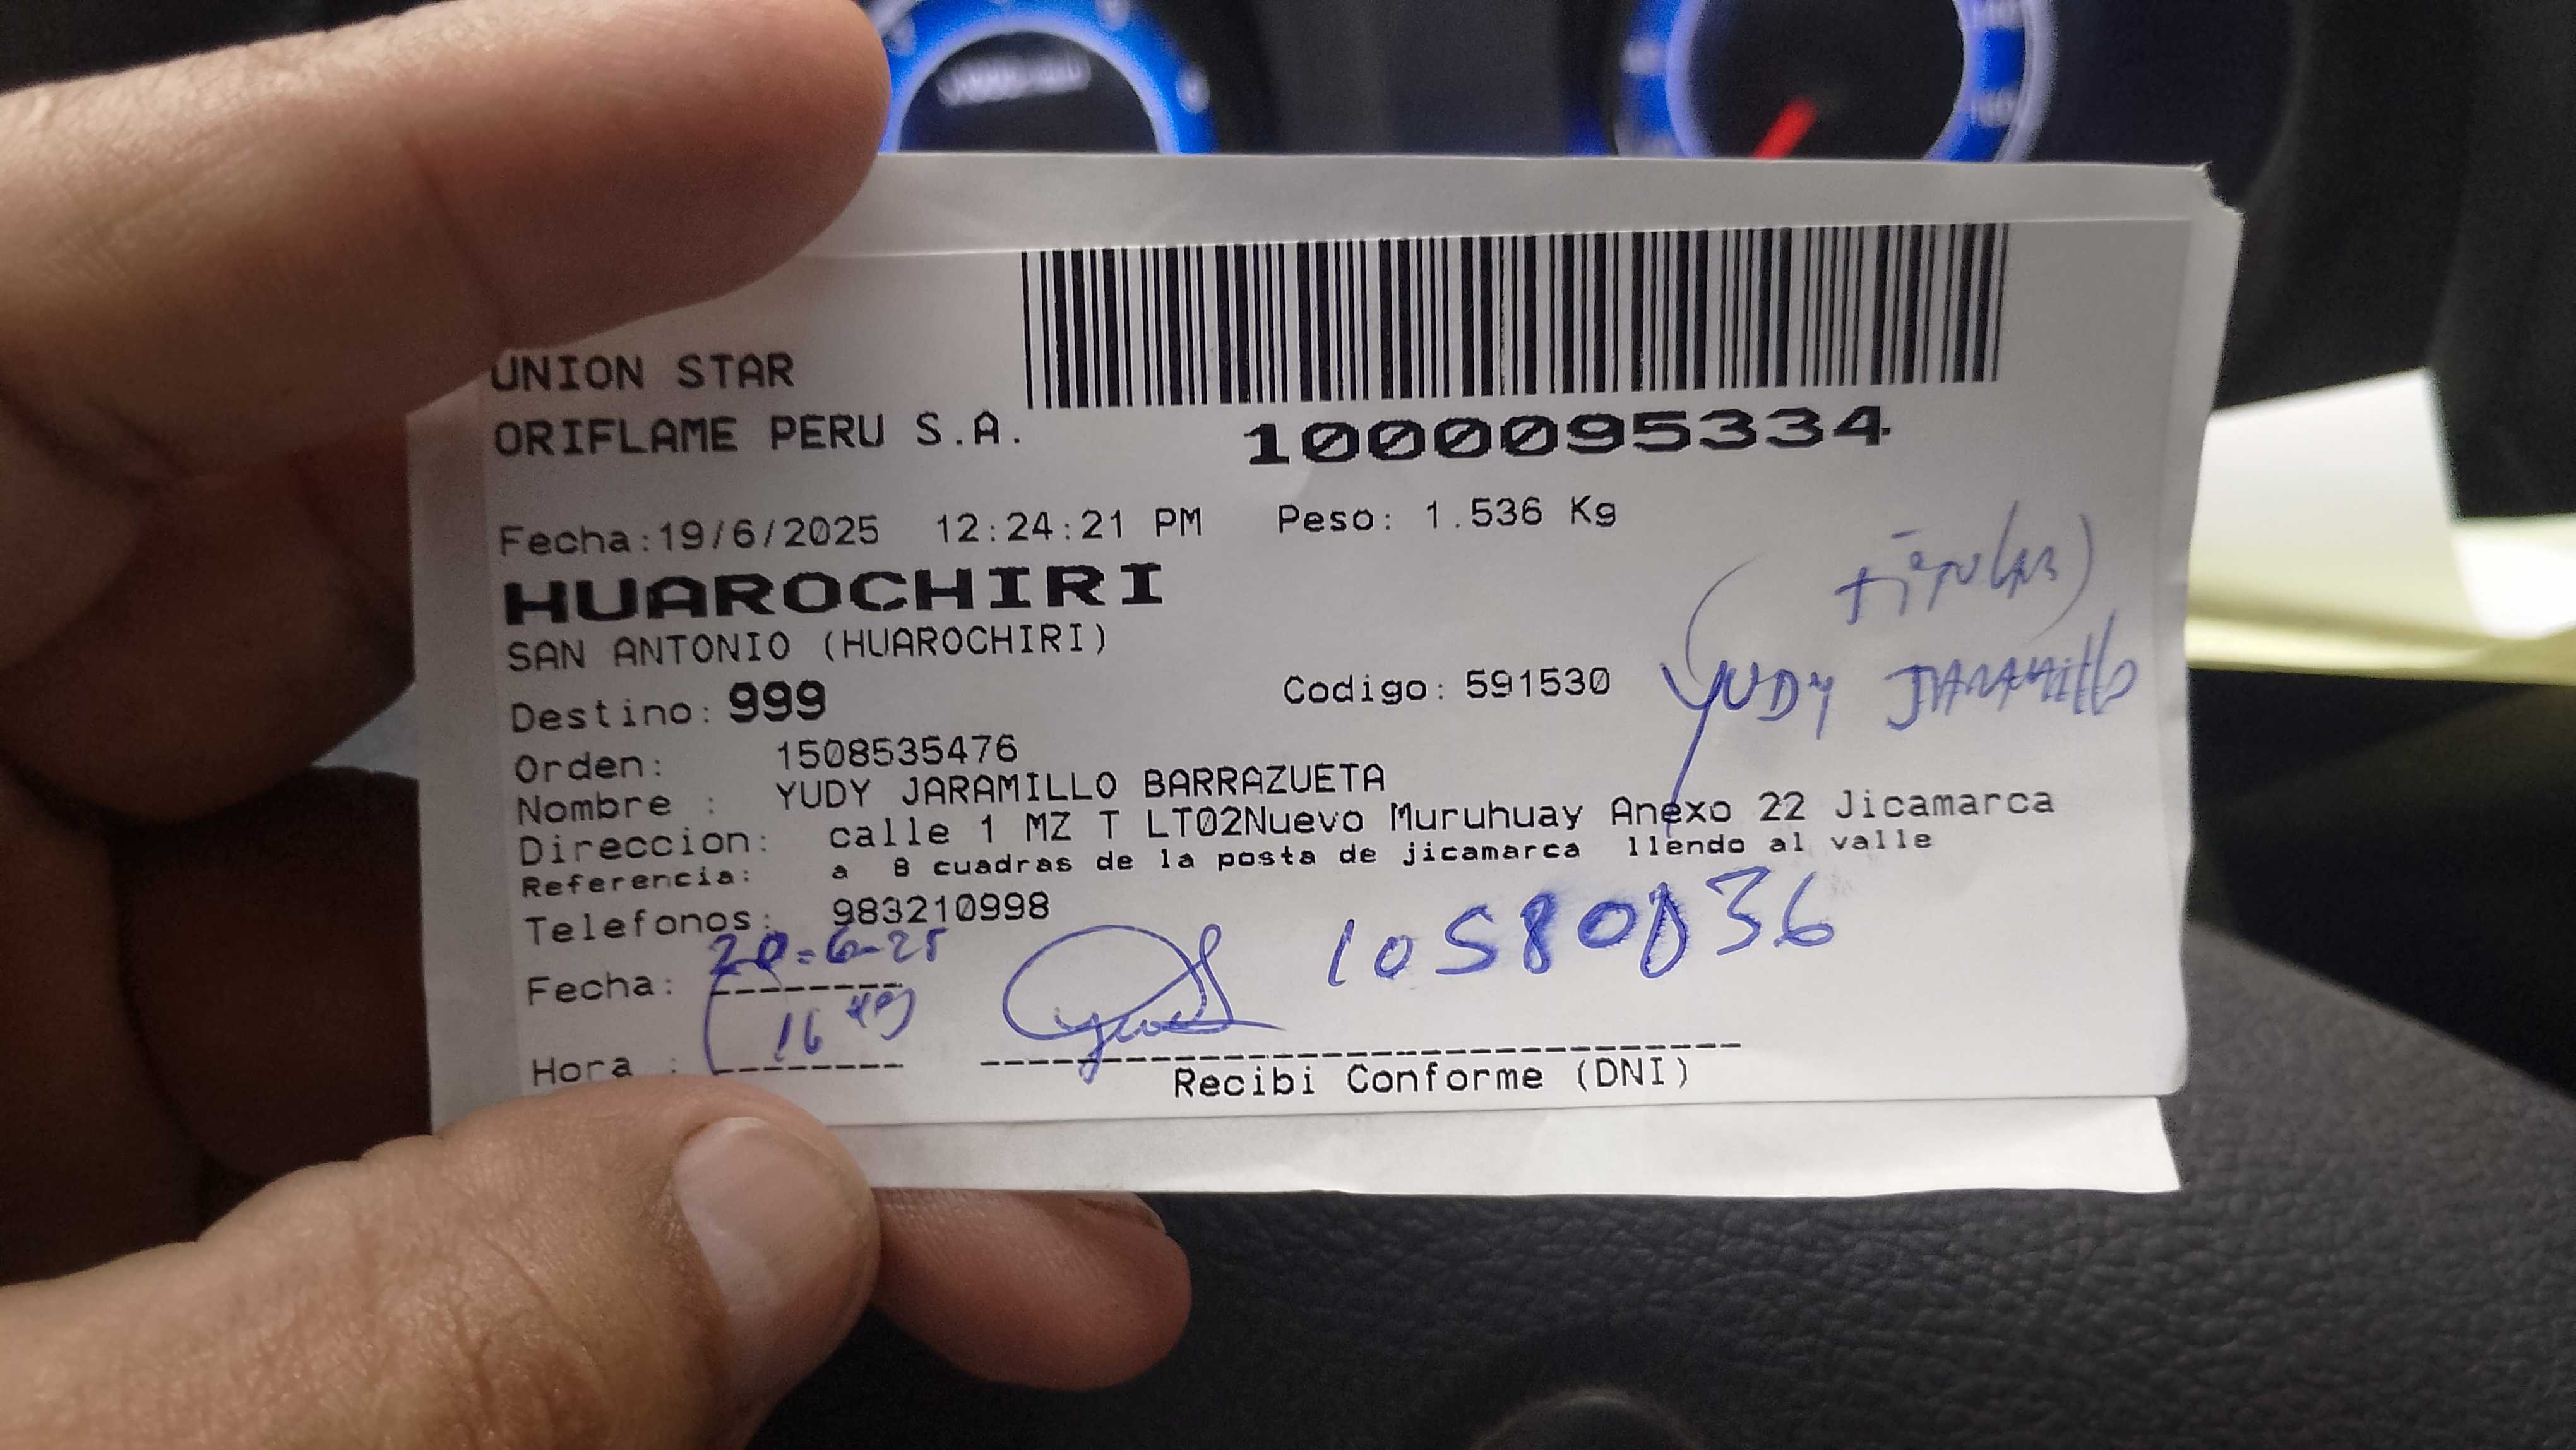 UNION STAR
ORIFLAME PERU S.A.
1000095334
Fecha:19/6/2025 12:24:21 PM Peso: 1.536 Kg
HUAROCHIRI
SAN ANTONIO (HUAROCHIRI)
(titular)
Destino: 999 Codigo: 591530
YUDY JARAMILLO
Orden: 1508535476
Nombre : YUDY JARAMILLO BARRAZUETA
Direccion: calle 1 MZ T LT02Nuevo Muruhuay Anexo 22 Jicamarca
Referencia: a 8 cuadras de la posta de jicamarca llendo al valle
Telefonos: 983210998
Fecha: 20-6-25
Hora : 16
Recibi Conforme (DNI)